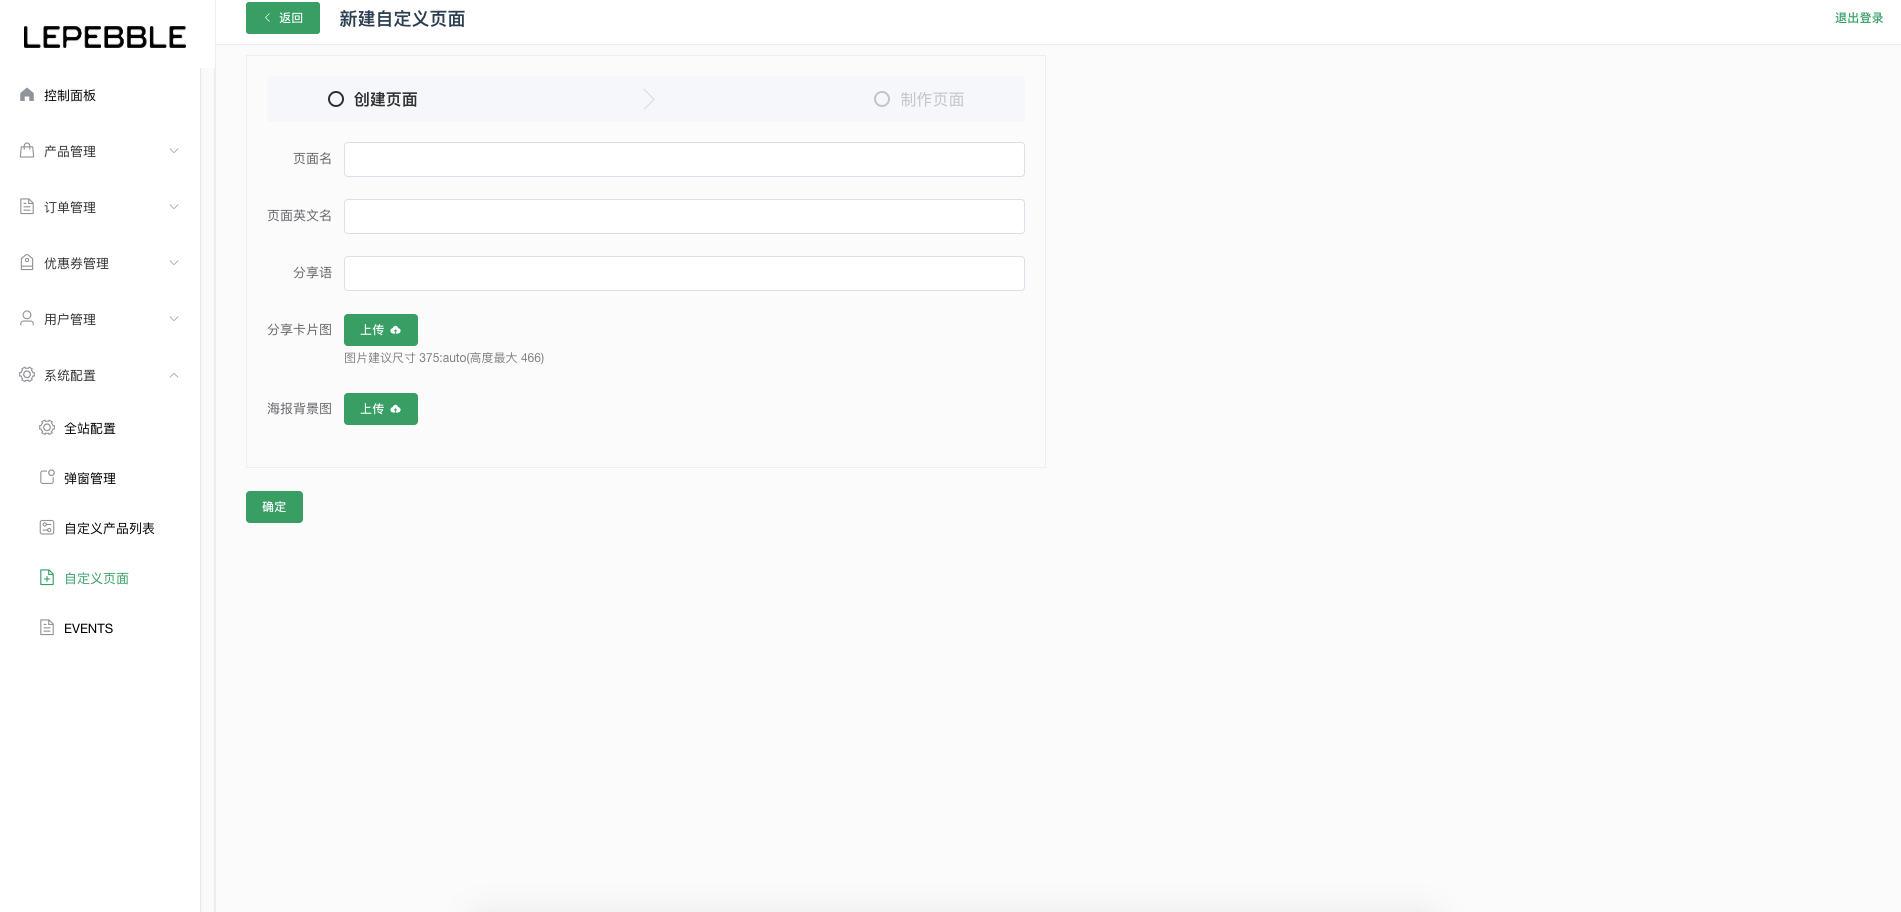 LEPEBBLE
控制面板
产品管理
订单管理
优惠券管理
用户管理
系统配置
全站配置
弹窗管理
自定义产品列表
自定义页面
EVENTS
返回
新建自定义页面
退出登录
创建页面
制作页面
页面名
页面英文名
分享语
分享卡片图
上传
图片建议尺寸 375:auto(高度最大 466)
海报背景图
上传
确定